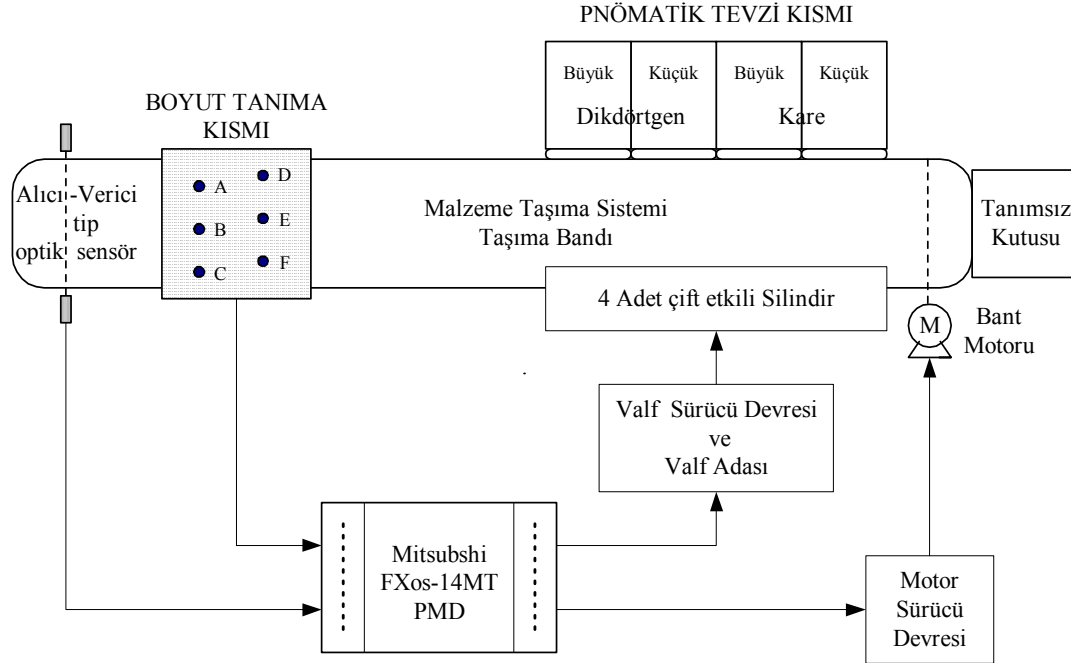 PNÖMATİK TEVZİ KISMI
Büyük Küçük Büyük Küçük
Dikdörtgen Kare
BOYUT TANIMA
KISMI
A
B
C
D
E
F
Alıcı -Verici
tip
optik sensör
Malzeme Taşıma Sistemi
Taşıma Bandı
Tanımsız
Kutusu
4 Adet çift etkili Silindir
M
Bant
Motoru
Valf Sürücü Devresi
ve
Valf Adası
Mitsubshi
FXos-14MT
PMD
Motor
Sürücü
Devresi